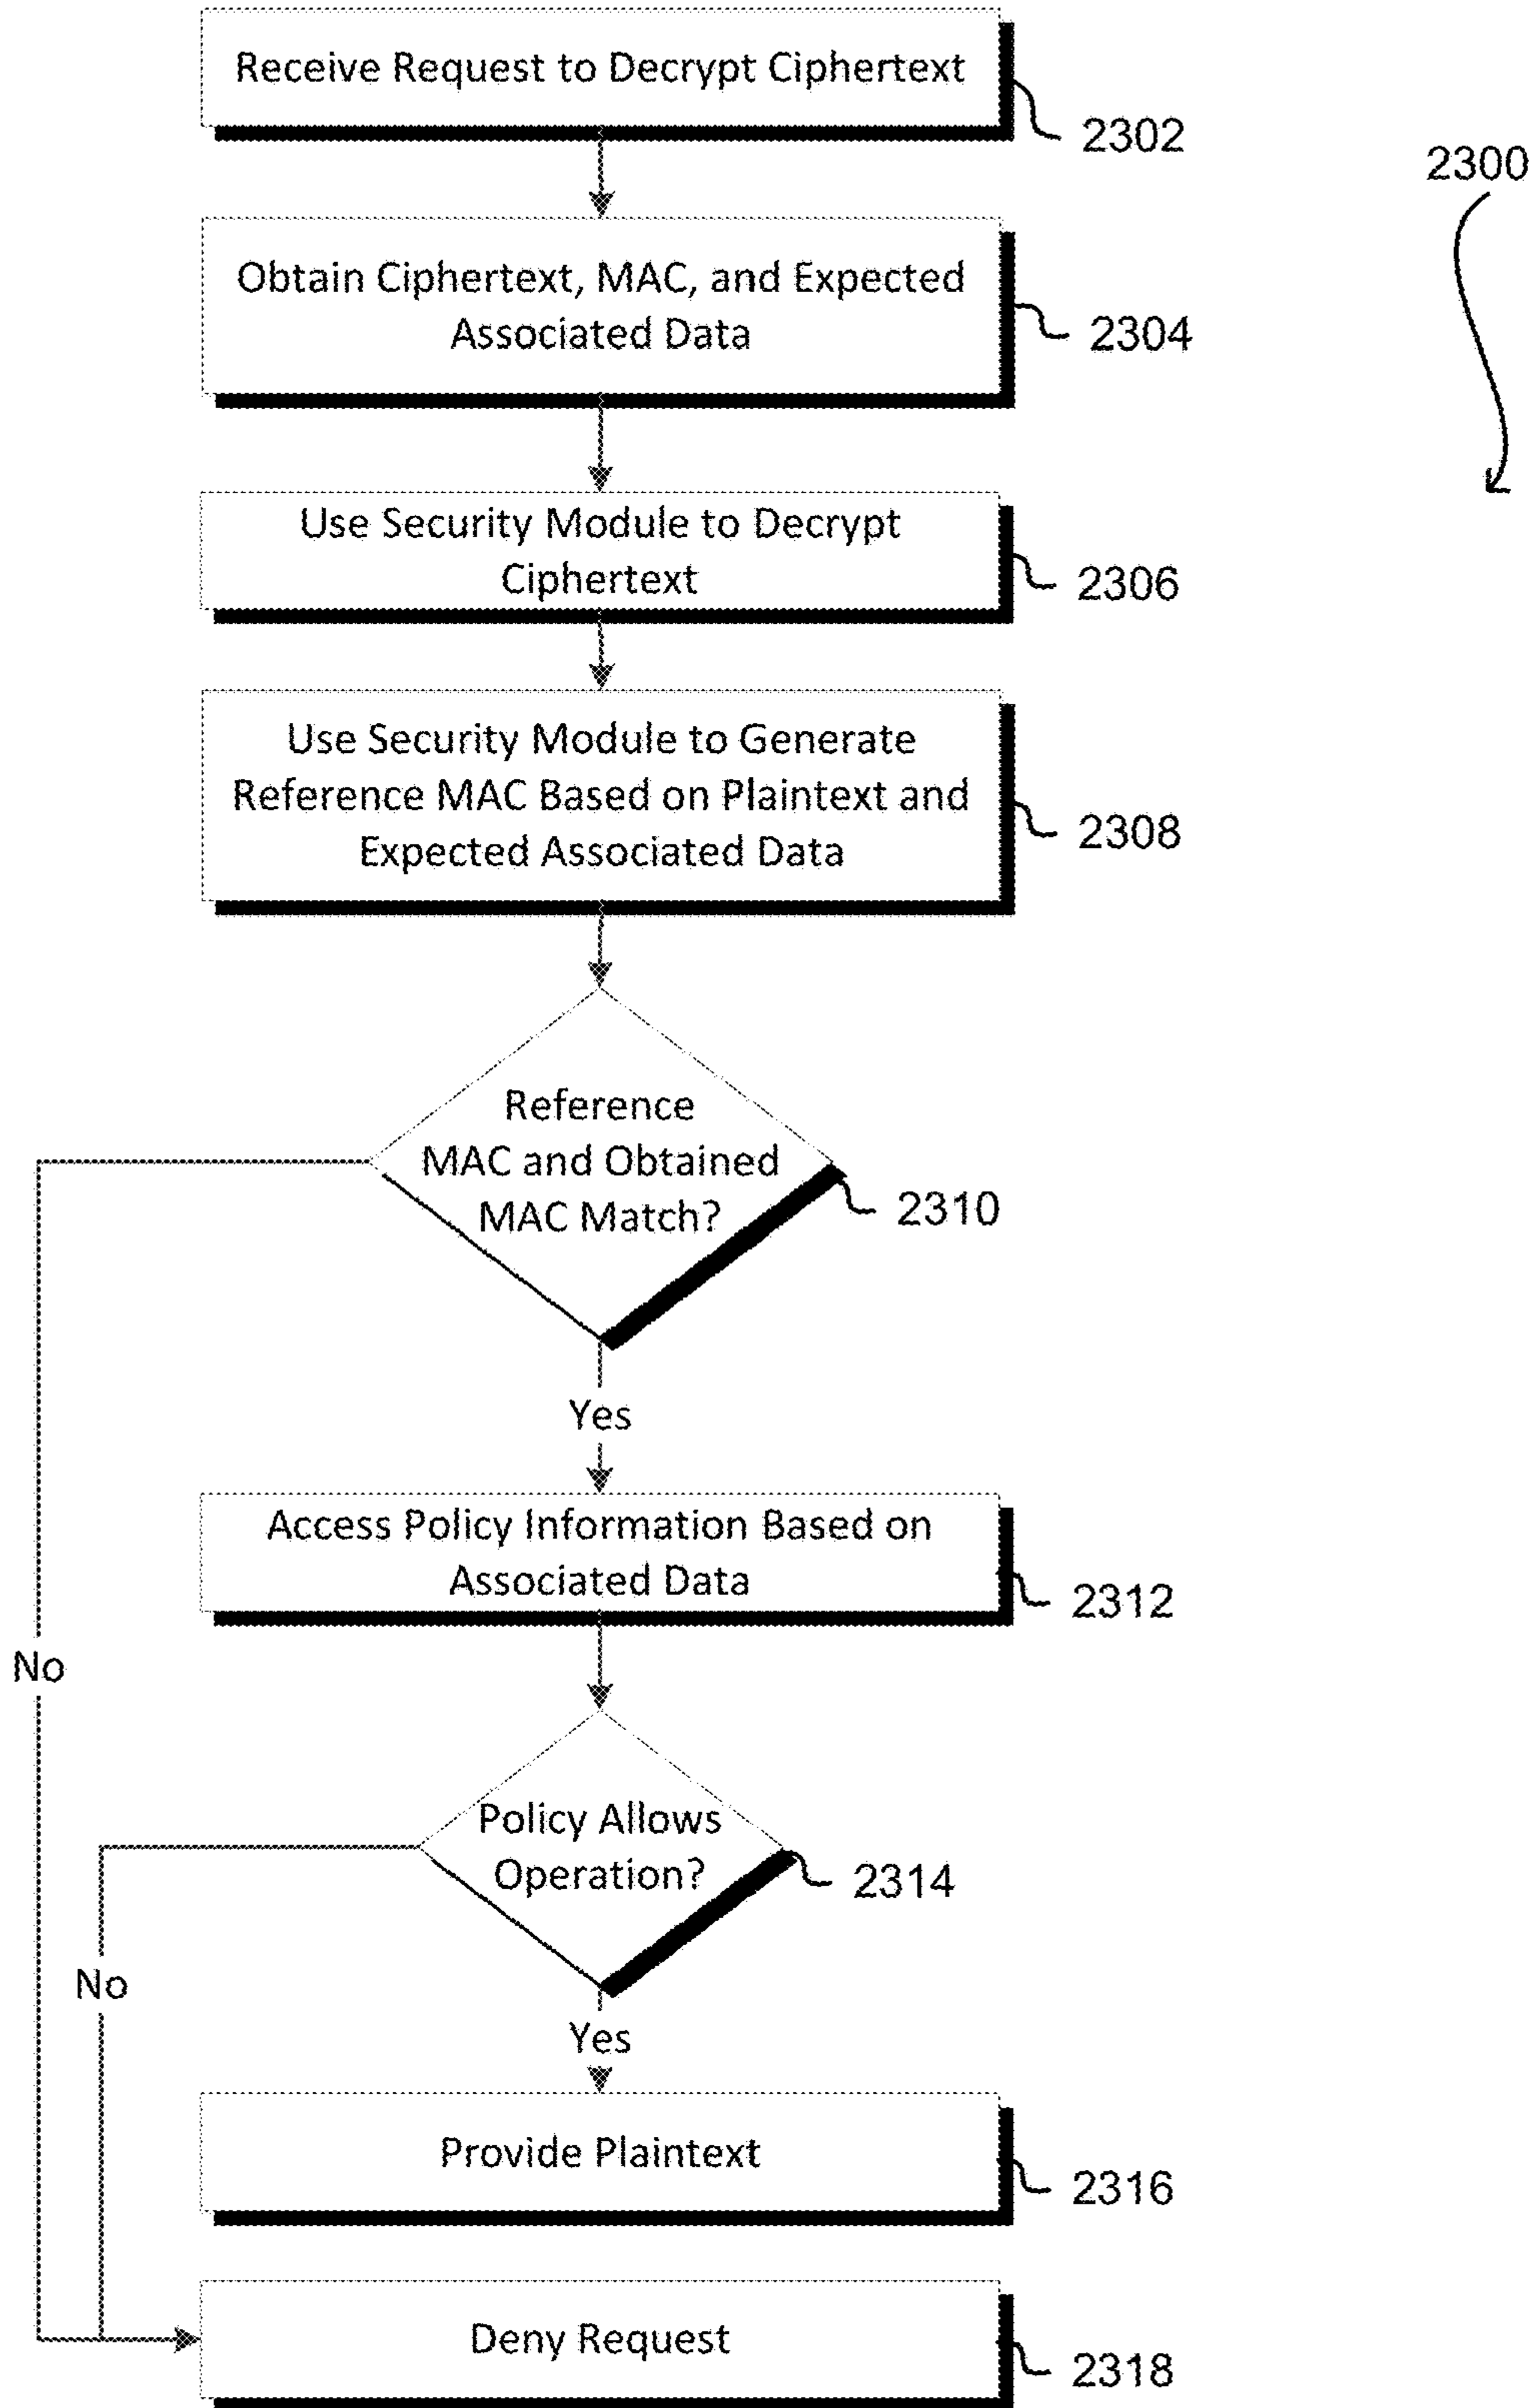 Receive Request to Decrypt Ciphertext
2302
2300
Obtain Ciphertext, MAC, and Expected
Associated Data
2304
Use Security Module to Decrypt
Ciphertext
2306
Use Security Module to Generate
Reference MAC Based on Plaintext and
Expected Associated Data
2308
Reference
MAC and Obtained
MAC Match?
2310
Yes
Access Policy Information Based on
Associated Data
2312
No
Policy Allows
Operation?
2314
No
Yes
Provide Plaintext
2316
Deny Request
2318